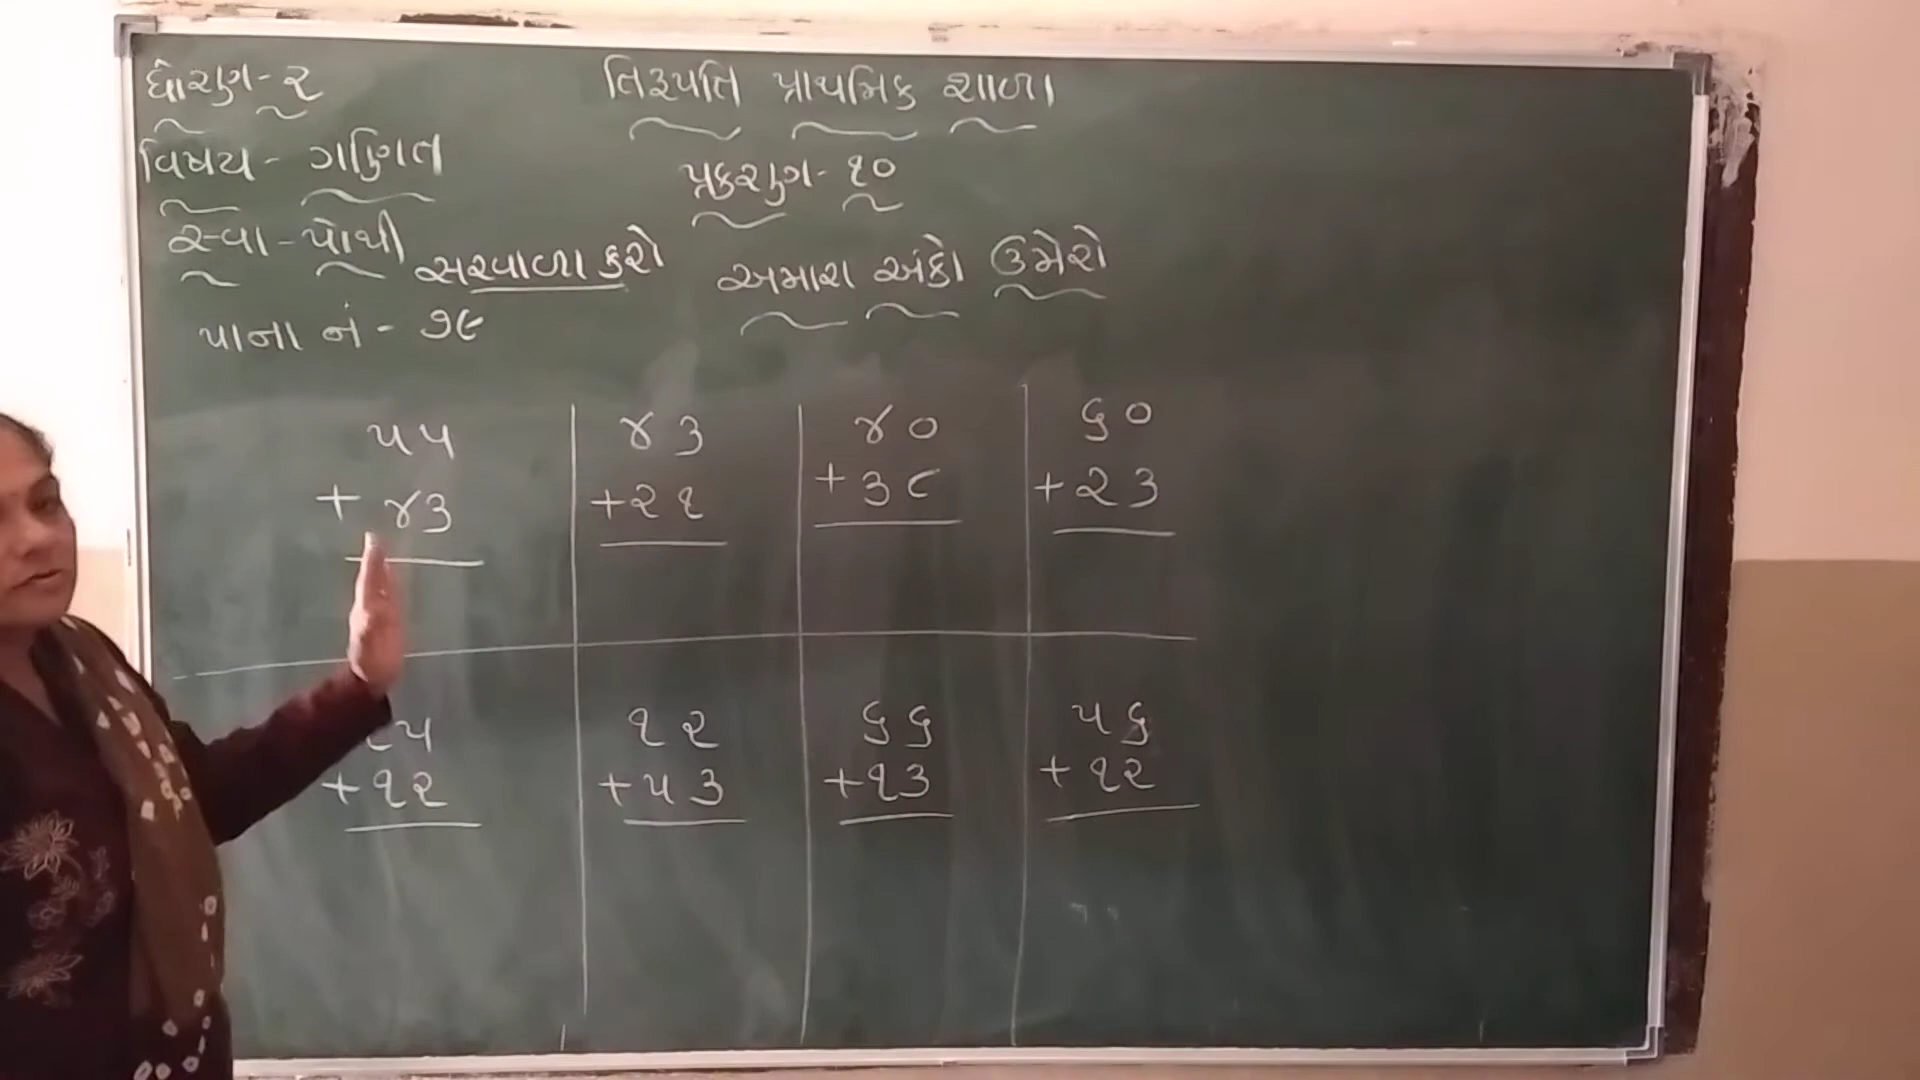 ધોરણ-૨
તિરૂપતિ પ્રાથમિક શાળા
વિષય - ગણિત
પ્રકરણ- ૧૦
સ્વા-પોથી
સરવાળા કરો
અમારા અંકો ઉમેરો
પાના નં - ૭૯
૫૫ ૪૩ ૪૦ ૬૦
+ ૪૩ +૨૧ +૩૮ +૨૩
૫ ૧૨ ૬૬ ૫૬
+૧૨ +૫૩ +૧૩ +૧૨